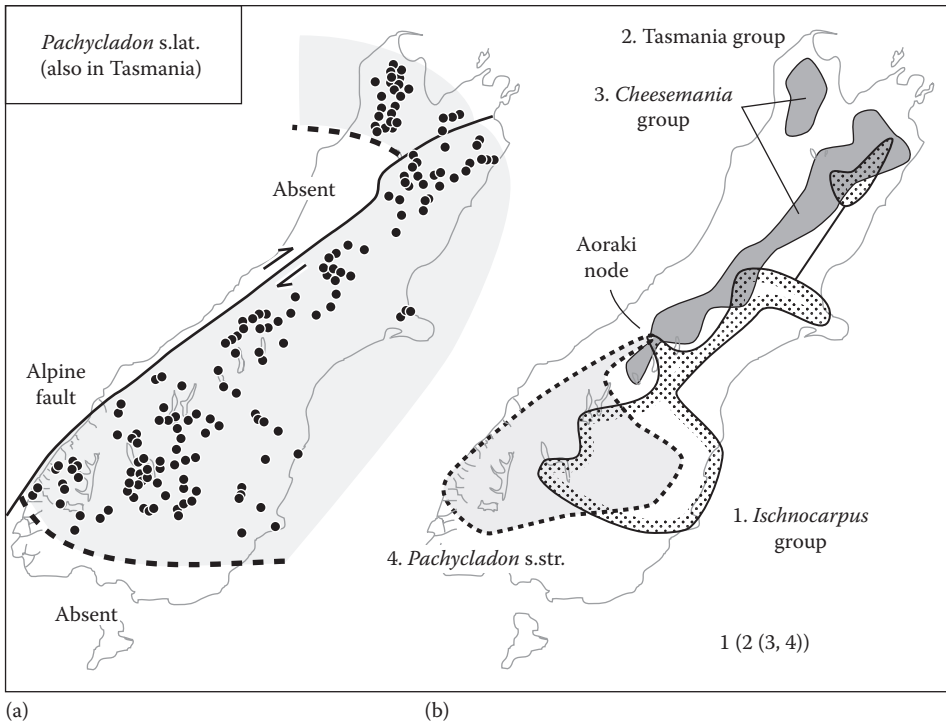 Pachycladon s.lat.
(also in Tasmania)
Absent
Alpine
fault
Absent
(a)
2. Tasmania group
3. Cheesemania
group
Aoraki
node
1. Ischnocarpus
group
4. Pachycladon s.str.
1 (2 (3, 4))
(b)